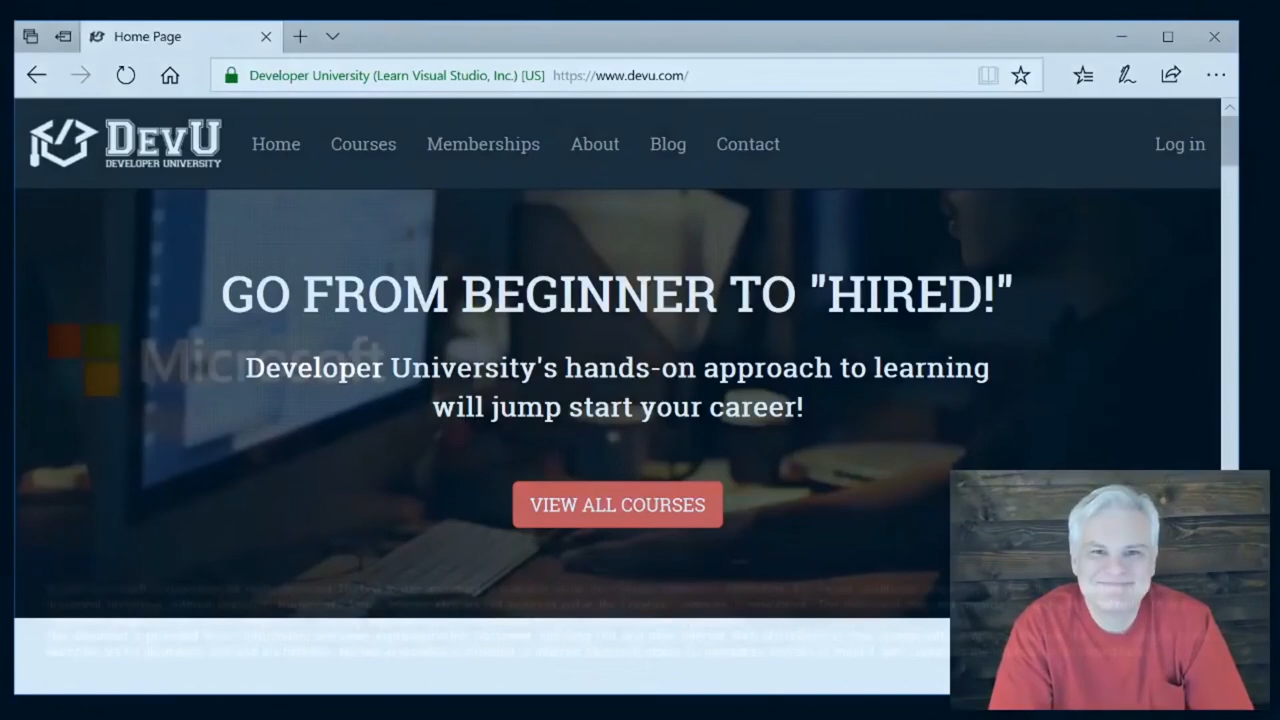 Home Page
Developer University (Learn Visual Studio, Inc.) [US] https://www.devu.com/
DEVU
DEVELOPER UNIVERSITY
Home Courses Memberships About Blog Contact Log in
GO FROM BEGINNER TO "HIRED!"
Microsoft
Developer University's hands-on approach to learning
will jump start your career!
VIEW ALL COURSES